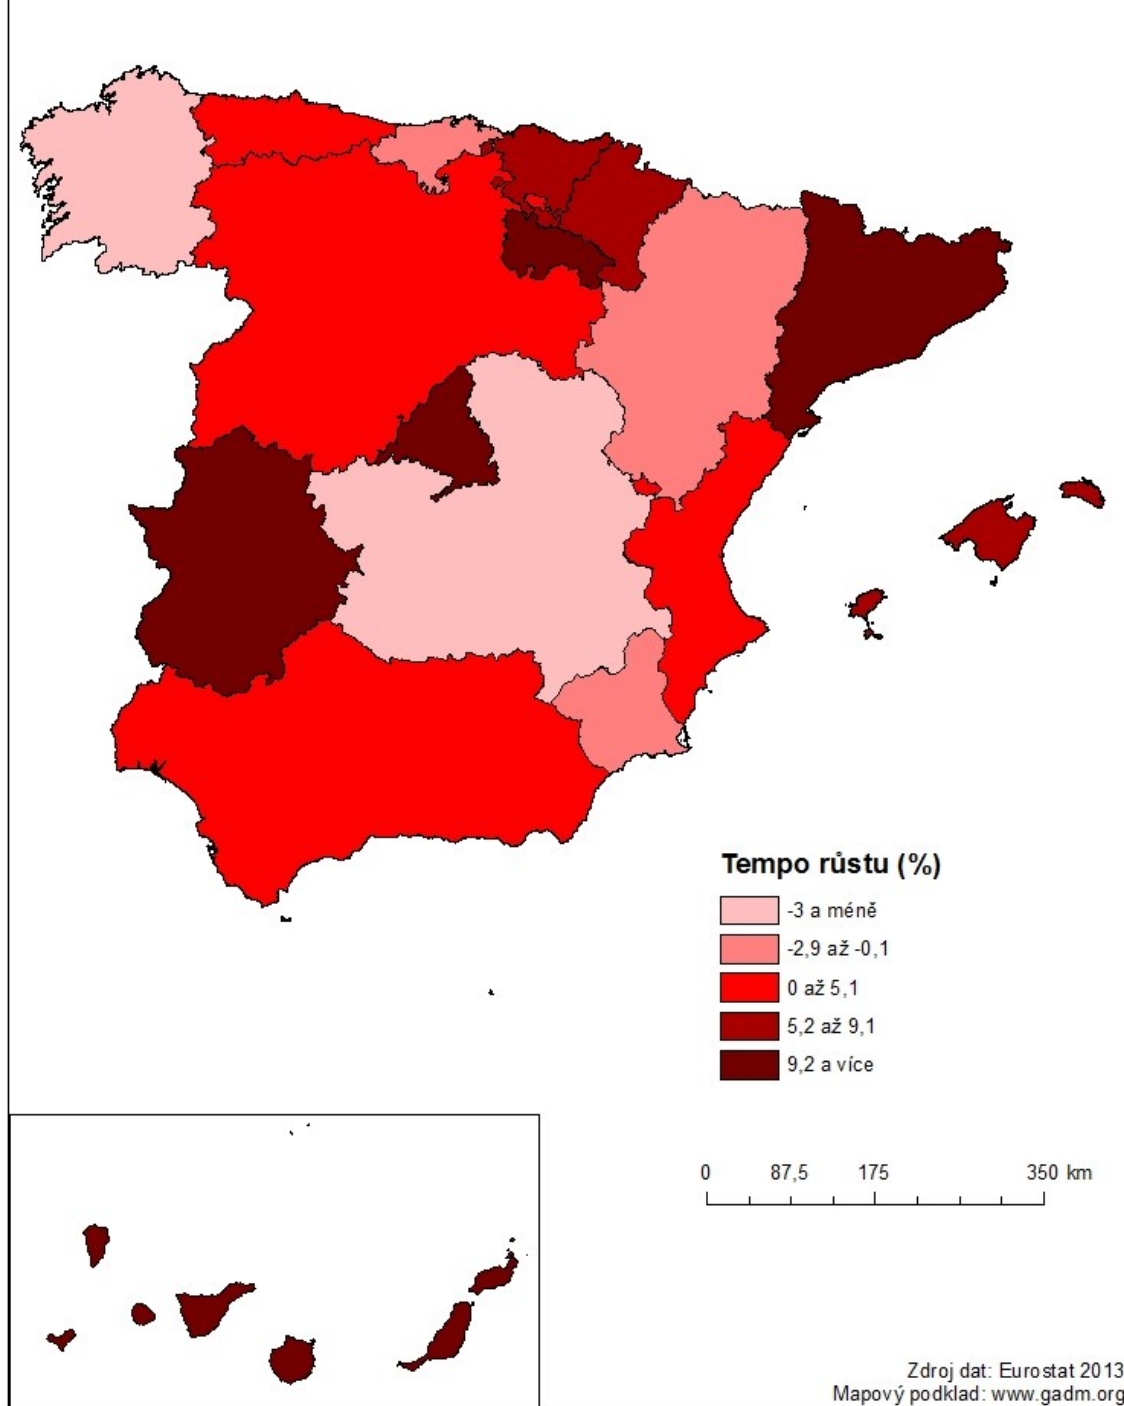 Tempo růstu (%)
-3 a méně
-2,9 až -0,1
0 až 5,1
5,2 až 9,1
9,2 a více
0 87,5 175 350 km
Zdroj dat: Eurostat 2013
Mapový podklad: www.gadm.org